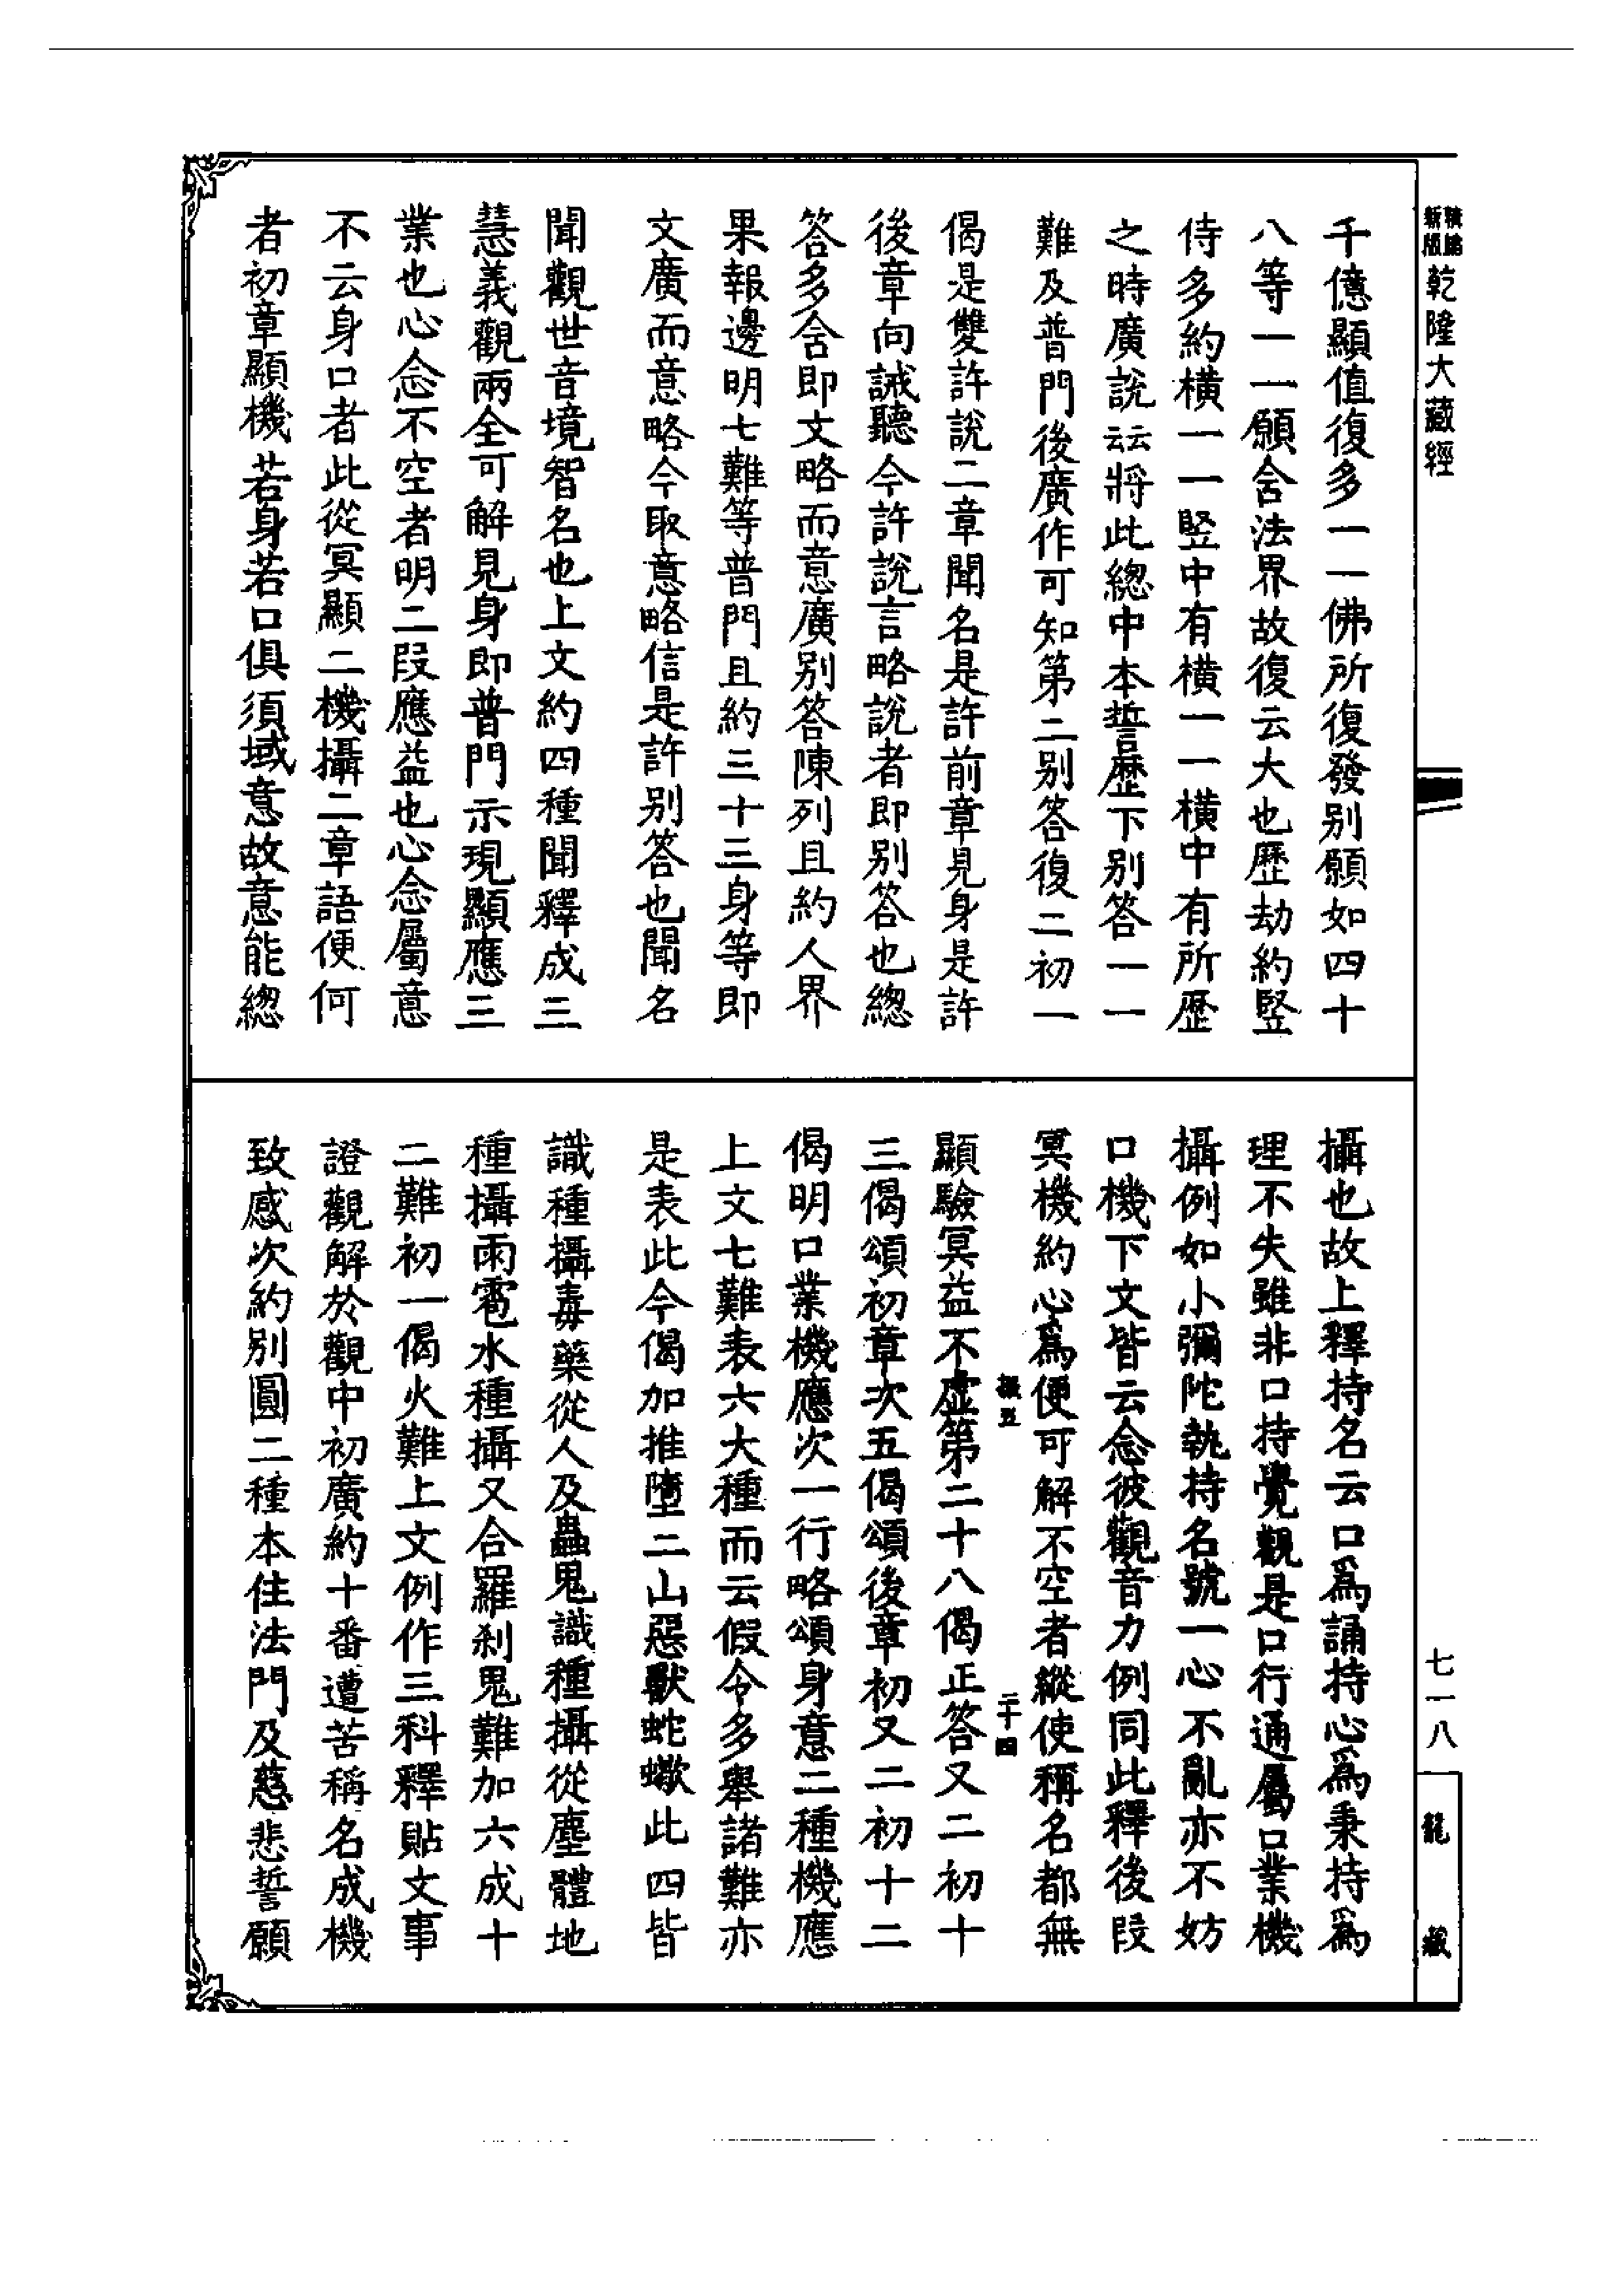 新版
精編
乾隆大藏經
千億顯值復多一一佛所復發別願如四十
八等一一願舍法界故復云大也歷劫約竪
侍多約橫一一竪中有橫一一橫中有所歷
之時廣說云云將此總中本誓歷下別答一一
難及普門後廣作可知第二別答復二初一
偈是雙許說二章聞名是許前章見身是許
後章向誡聽今許說言略說者即別答也總
答多含即文略而意廣別答陳列且約人界
果報邊明七難等普門且約三十三身等即
文廣而意略今取意略信是許別答也聞名
聞觀世音境智名也上文約四種聞釋成三
慧義觀兩全可解見身即普門示現顯應三
業也心念不空者明二段應益也心念屬意
不云身口者此從冥顯二機攝二章語便何
者初章顯機若身若口俱須域意故意能總
攝也故上釋持名云口爲誦持心爲秉持爲
理不失雖非口持覺觀是口行通屬口業機
攝例如小彌陀執持名號一心不亂亦不妨
口機下文皆云念彼觀音力例同此釋後段
冥機約心爲便可解不空者縱使稱名都無
二十四
顯驗冥益不虛第二十八偈正答又二初十
三偈頌初章次五偈頌後章初又二初十二
偈明口業機應次一行略頌身意二種機應
上文七難表六大種而云假令多舉諸難亦
是表此今偈加推墮二山惡獸蛇蠍此四皆
識種攝毒藥從人及蟲鬼識種攝從塵體地
種攝雨雹水種攝又合羅刹鬼難加六成十
二難初一偈火難上文例作三科釋貼文事
證觀解於觀中初廣約十番遭苦稱名成機
致感次約別圓二種本住法門及慈悲誓願
七一八
龍藏